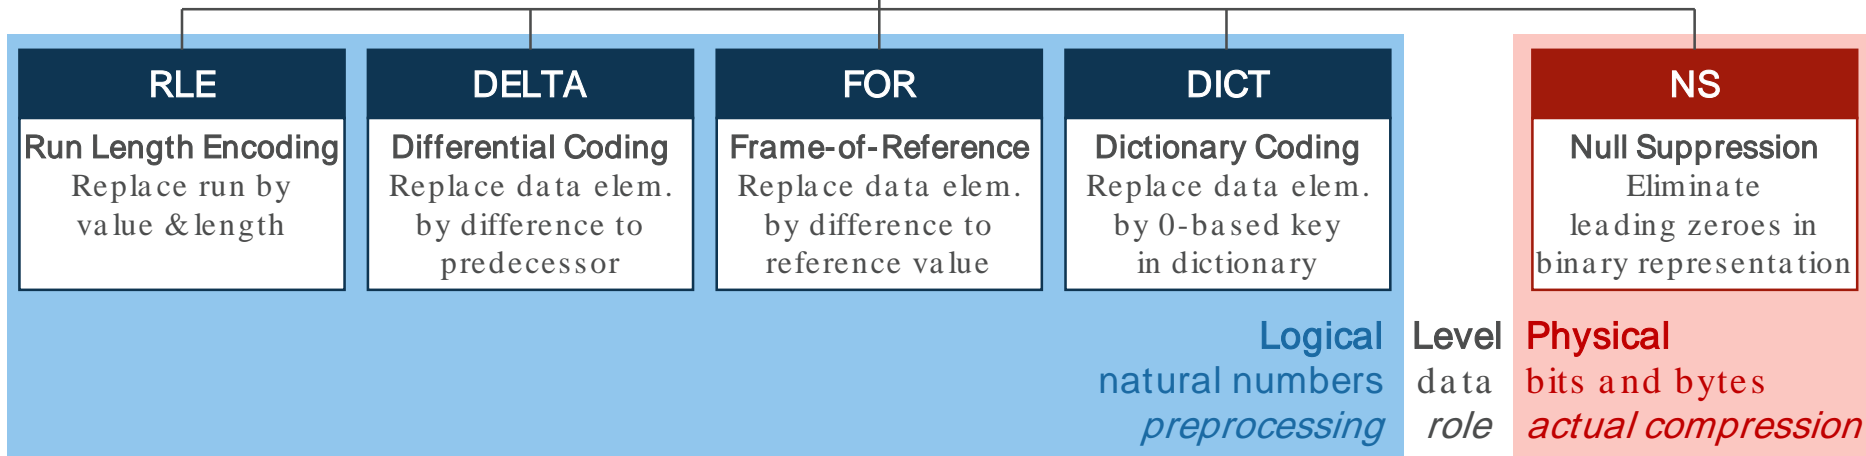 RLE
Run Length Encoding
Replace run by
value & length
DELTA
Differential Coding
Replace data elem.
by difference to
predecessor
FOR
Frame-of-Reference
Replace data elem.
by difference to
reference value
DICT
Dictionary Coding
Replace data elem.
by 0-based key
in dictionary
NS
Null Suppression
Eliminate
leading zeroes in
binary representation
Logical Level Physical
natural numbers data bits and bytes
preprocessing role actual compression